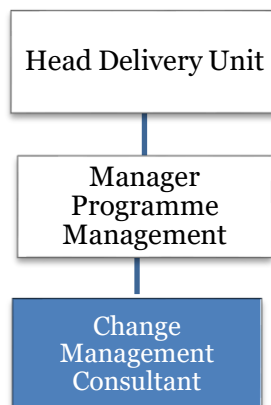 Head Delivery Unit
Manager
Programme
Management
Change
Management
Consultant